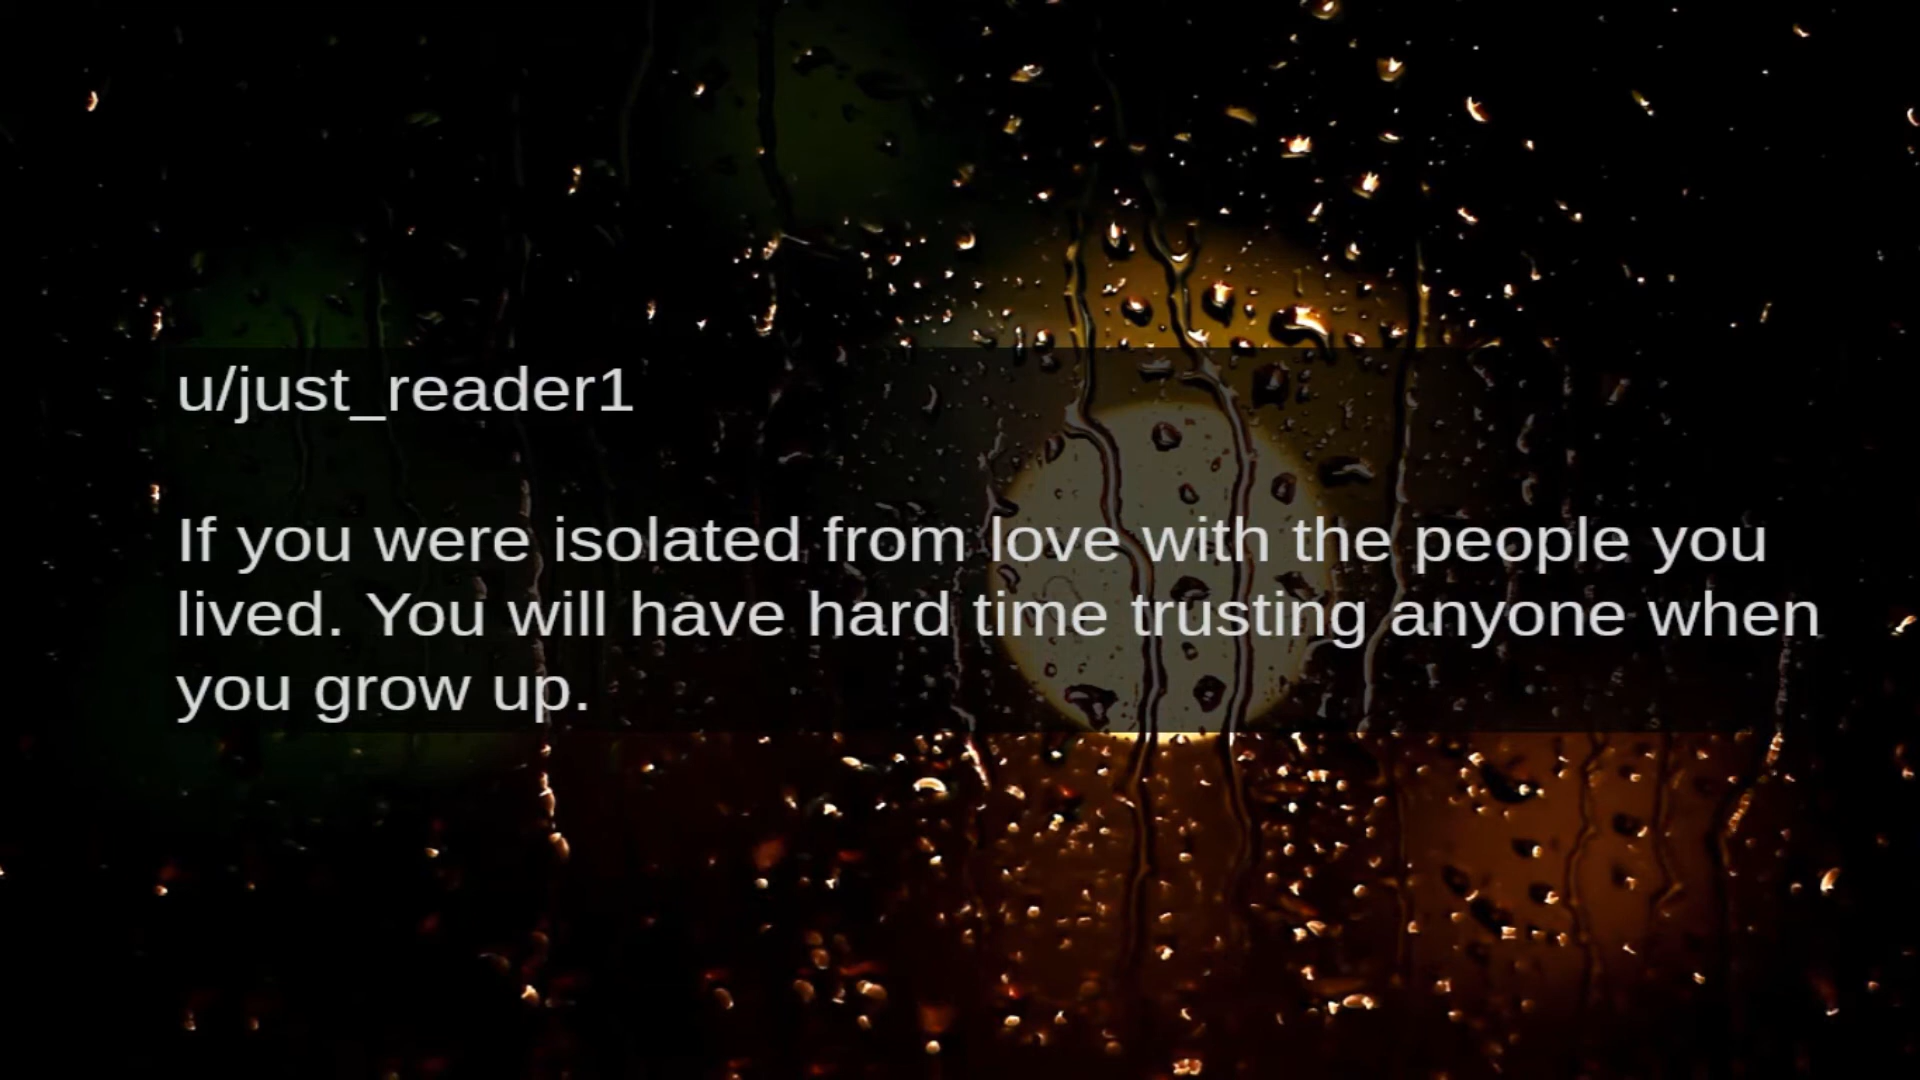 u/just_reader1
If you were isolated from love with the people you
lived. You will have hard time trusting anyone when
you grow up.